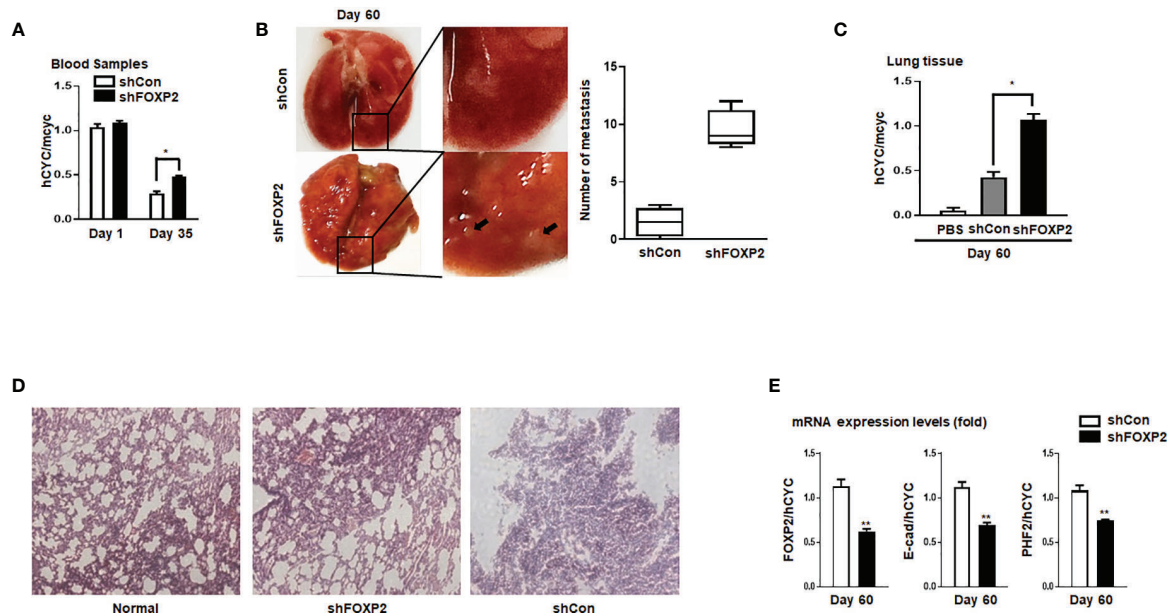 A
Blood Samples
shCon
shFOXP2
hCYC/mcyc
1.5
1.0
0.5
0.0
*
Day 1
Day 35
B
Day 60
shCon
shFOXP2
Number of metastasis
15
10
5
0
shCon
shFOXP2
C
Lung tissue
hCYC/mcyc
1.5
1.0
0.5
0.0
*
PBS
shCon
shFOXP2
Day 60
D
Normal
shFOXP2
shCon
E
mRNA expression levels (fold)
shCon
shFOXP2
FOXP2/hCYC
1.5
1.0
0.5
0.0
**
Day 60
E-cad/hCYC
1.5
1.0
0.5
0.0
**
Day 60
PHF2/hCYC
1.5
1.0
0.5
0.0
**
Day 60